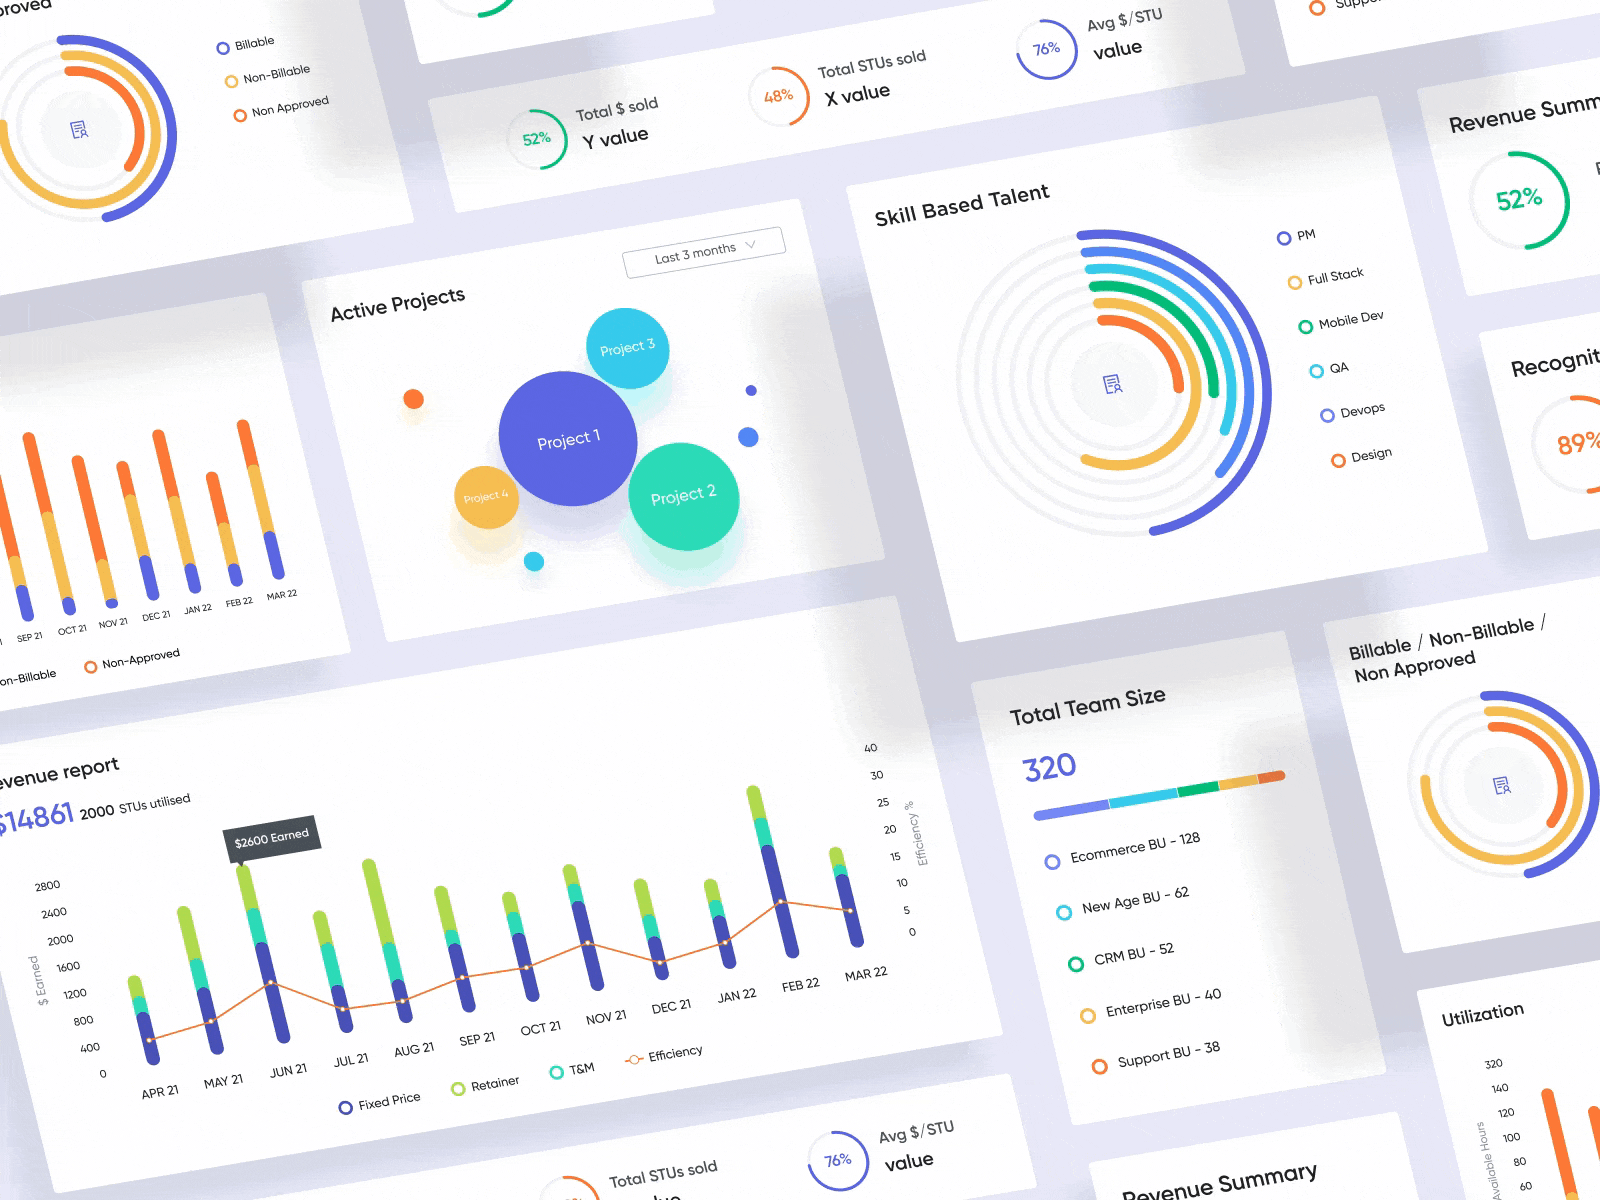 Billable
Non-Billable
Non Approved
52%
Total $ sold
Y value
48%
Total STUs sold
X value
76%
Avg $/STU
value
Active Projects
Last 3 months
Project 3
Project 1
Project 2
Project 4
Skill Based Talent
PM
Full Stack
Mobile Dev
QA
Devops
Design
Revenue Summ
52%
Recognit
89%
SEP 21
OCT 21
NOV 21
DEC 21
JAN 22
FEB 22
MAR 22
on-Billable
Non-Approved
evenue report
$14861 2000 STUs utilised
$2600 Earned
$ Earned
2800
2400
2000
1600
1200
800
400
0
40
30
25
20
15
10
5
0
Efficiency %
APR 21
MAY 21
JUN 21
JUL 21
AUG 21
SEP 21
OCT 21
NOV 21
DEC 21
JAN 22
FEB 22
MAR 22
Fixed Price
Retainer
T&M
Efficiency
Total Team Size
320
Ecommerce BU - 128
New Age BU - 62
CRM BU - 52
Enterprise BU - 40
Support BU - 38
Billable / Non-Billable /
Non Approved
Utilization
320
140
120
100
80
60
Available Hours
Total STUs sold
76%
Avg $/STU
value
Revenue Summary